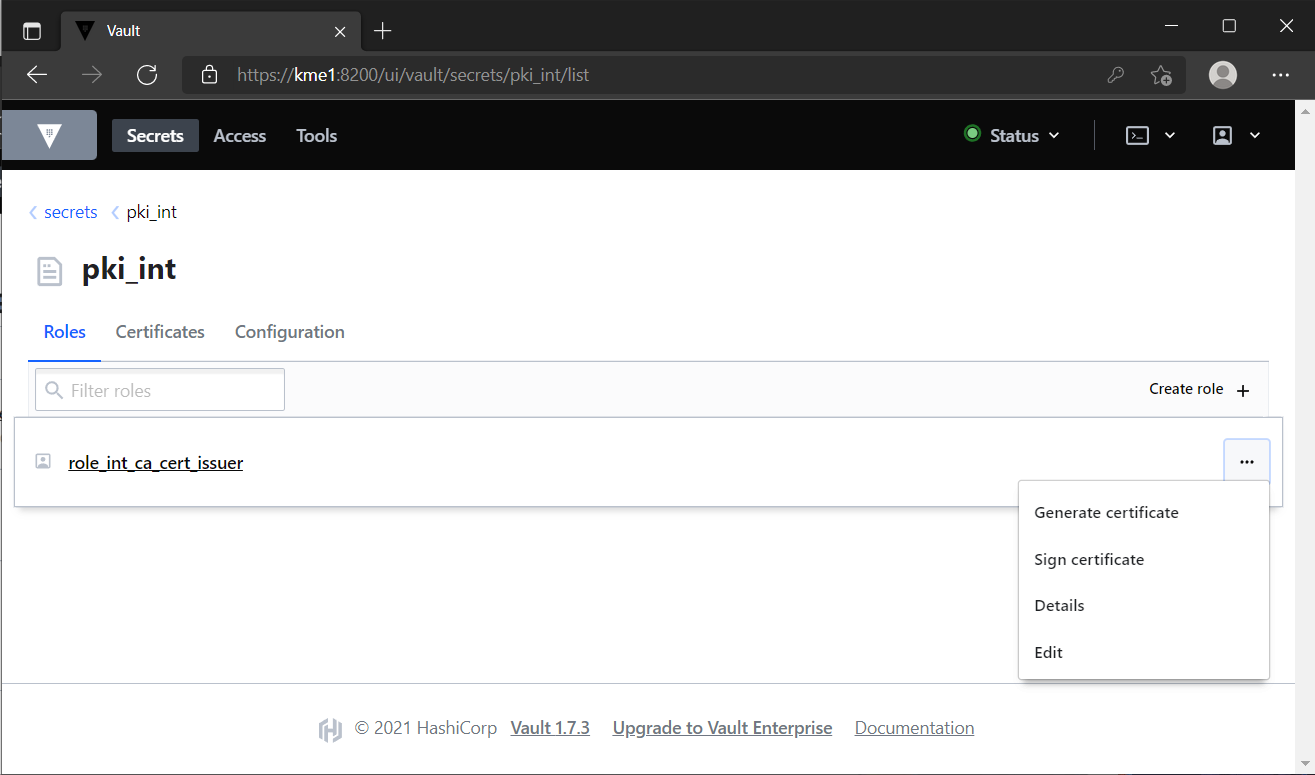 Vault
https://kme1:8200/ui/vault/secrets/pki_int/list
Secrets Access Tools Status
secrets pki_int
pki_int
Roles Certificates Configuration
Filter roles Create role +
role_int_ca_cert_issuer ...
Generate certificate
Sign certificate
Details
Edit
© 2021 HashiCorp Vault 1.7.3 Upgrade to Vault Enterprise Documentation